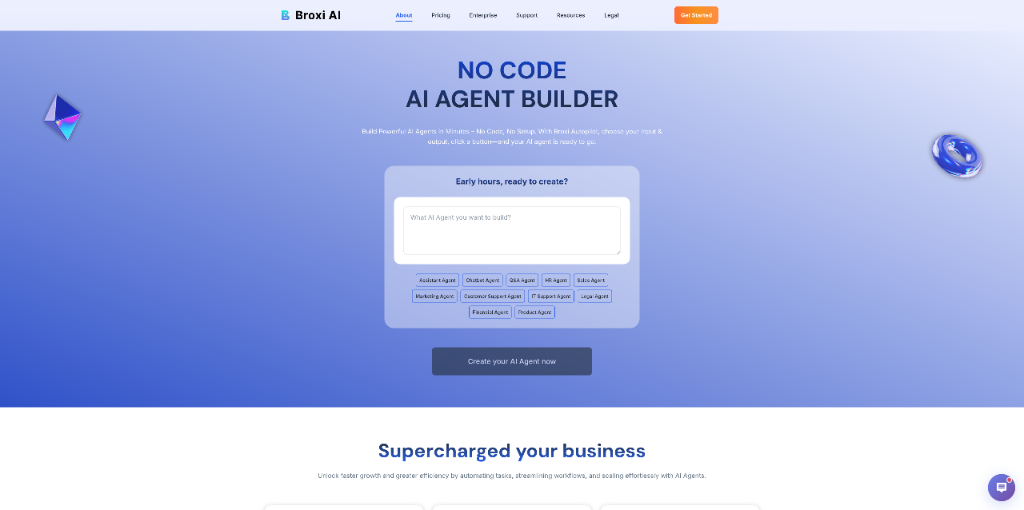 Broxi AI
About
Pricing
Enterprise
Support
Resources
Legal
Get Started
NO CODE
AI AGENT BUILDER
Build Powerful AI Agents in Minutes – No Code, No Setup. With Broxi Autopilot, choose your input &
output, click a button—and your AI agent is ready to go.
Early hours, ready to create?
What AI Agent you want to build?
Assistant Agent
Chatbot Agent
Q&A Agent
HR Agent
Sales Agent
Marketing Agent
Customer Support Agent
IT Support Agent
Legal Agent
Financial Agent
Product Agent
Create your AI Agent now
Supercharged your business
Unlock faster growth and greater efficiency by automating tasks, streamlining workflows, and scaling effortlessly with AI Agents.